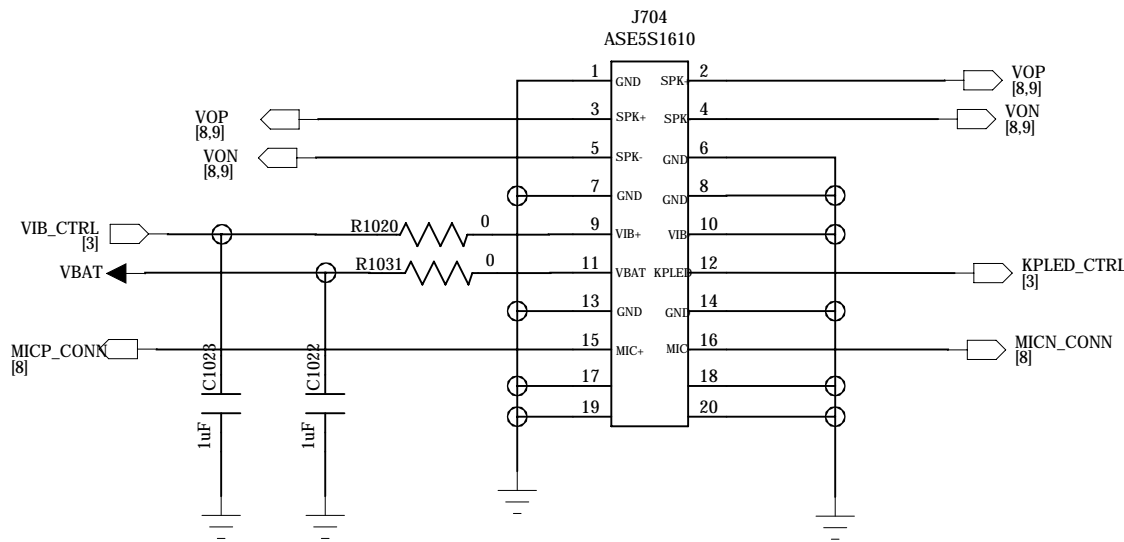 J704
ASE5S1610
1 GND SPK+ 2 VOP
[8,9]
VOP 3 SPK+ SPK 4 VON
[8,9] [8,9]
VON 5 SPK- GND 6
[8,9]
7 GND GND 8
VIB_CTRL R1020 0 9 VIB+ VIB 10
[3]
VBAT R1031 0 11 VBAT KPLED 12 KPLED_CTRL
[3]
13 GND GND 14
MICP_CONN 15 MIC+ MIC 16 MICN_CONN
[8] [8]
C1023 C1022
17 18
19 20
1uF 1uF